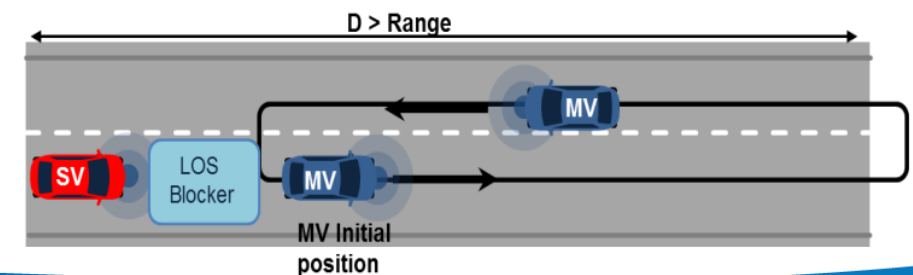 D > Range
MV
SV
LOS
Blocker
MV
MV Initial
position